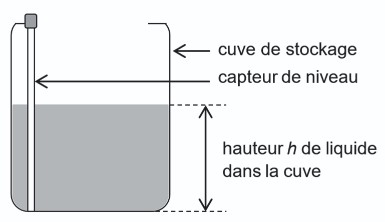 cuve de stockage
capteur de niveau
hauteur h de liquide
dans la cuve